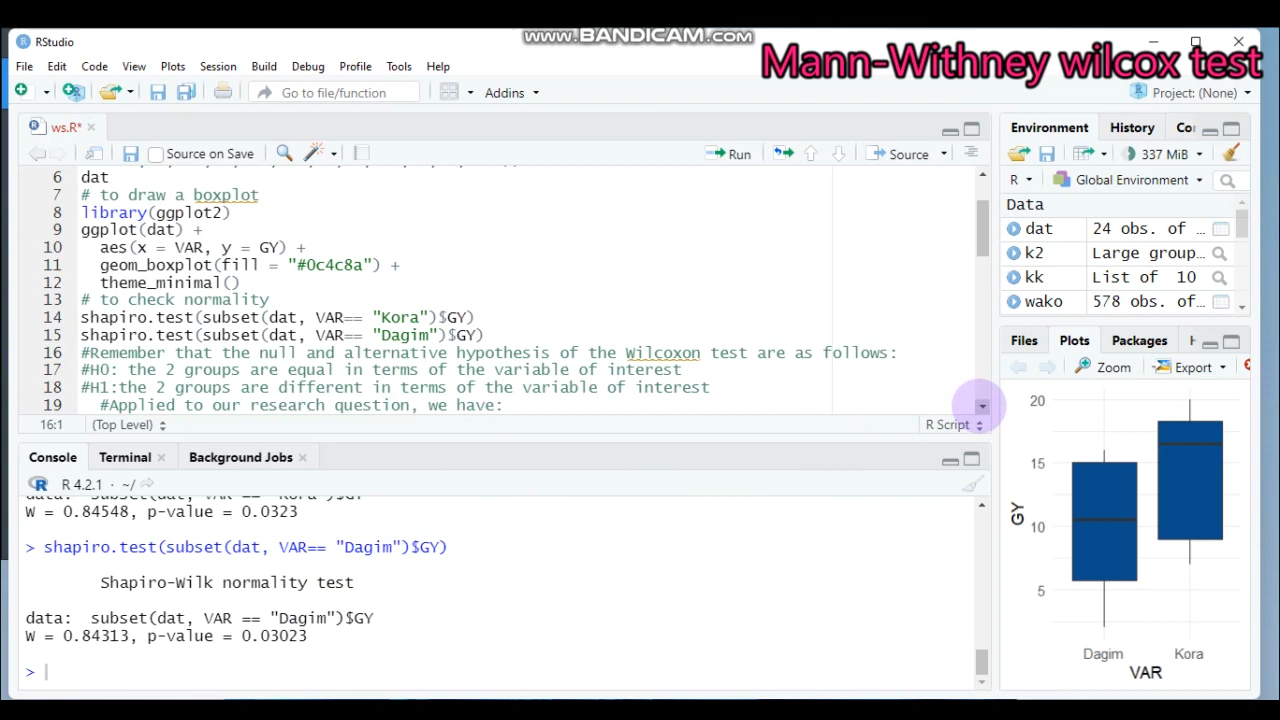 WWW.BANDICAM.COM
RStudio
Mann-Withney wilcox test
File Edit Code View Plots Session Build Debug Profile Tools Help
Go to file/function Addins Project: (None)
ws.R*
Source on Save Run Source
6 dat
7 # to draw a boxplot
8 library(ggplot2)
9 ggplot(dat) +
10 aes(x = VAR, y = GY) +
11 geom_boxplot(fill = "#0c4c8a") +
12 theme_minimal()
13 # to check normality
14 shapiro.test(subset(dat, VAR== "Kora")$GY)
15 shapiro.test(subset(dat, VAR== "Dagim")$GY)
16 #Remember that the null and alternative hypothesis of the Wilcoxon test are as follows:
17 #H0: the 2 groups are equal in terms of the variable of interest
18 #H1:the 2 groups are different in terms of the variable of interest
19 #Applied to our research question, we have:
16:1 (Top Level) R Script
Console Terminal Background Jobs
R 4.2.1 · ~/
data: subset(dat, VAR == "Kora")$GY
W = 0.84548, p-value = 0.0323
> shapiro.test(subset(dat, VAR== "Dagim")$GY)
Shapiro-Wilk normality test
data: subset(dat, VAR == "Dagim")$GY
W = 0.84313, p-value = 0.03023
>
Environment History Co
337 MiB
R Global Environment
Data
dat 24 obs. of …
k2 Large group…
kk List of 10
wako 578 obs. of…
Files Plots Packages H
Zoom Export
20
15
10
5
GY
Dagim Kora
VAR